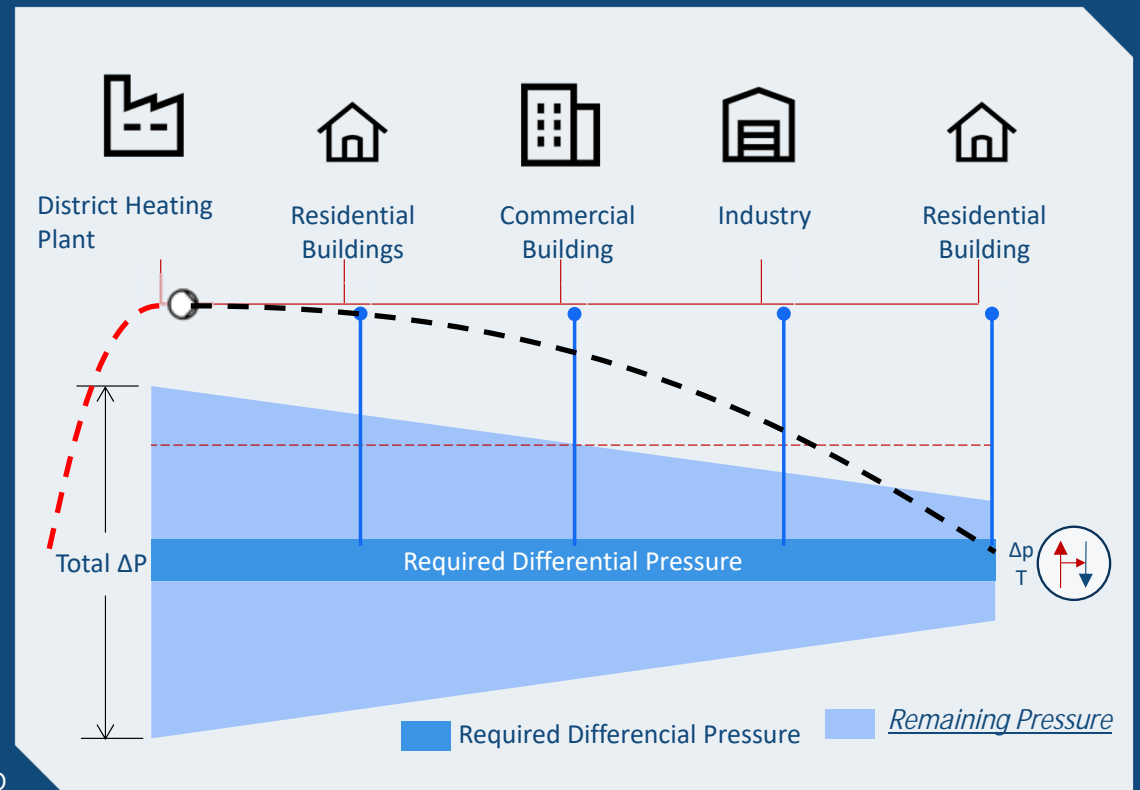 District Heating
Plant
Residential
Buildings
Commercial
Building
Industry
Residential
Building
Total ΔP
Required Differential Pressure
Δp
T
Required Differencial Pressure
Remaining Pressure